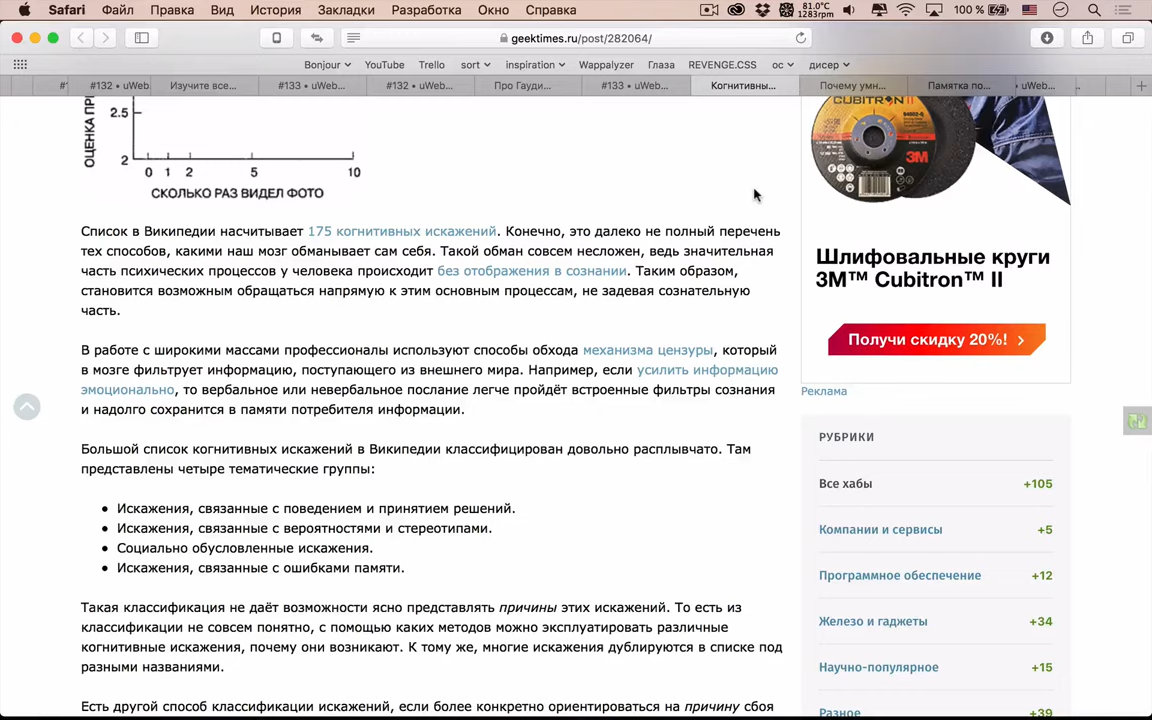 Safari Файл Правка Вид История Закладки Разработка Окно Справка 81.0°C 1283rpm 100 %
geektimes.ru/post/282064/
Bonjour YouTube Trello sort inspiration Wappalyzer Глаза REVENGE.CSS ос дисер
#132 • uWeb Изучите все... #133 • uWeb... #132 • uWeb... Про Гауди... #133 • uWeb... Когнитивны... Почему умн... Памятка по... • uWeb...
ОЦЕНКА ПР
2.5
2
0 1 2 5 10
СКОЛЬКО РАЗ ВИДЕЛ ФОТО
Список в Википедии насчитывает 175 когнитивных искажений. Конечно, это далеко не полный перечень
тех способов, какими наш мозг обманывает сам себя. Такой обман совсем несложен, ведь значительная
часть психических процессов у человека происходит без отображения в сознании. Таким образом,
становится возможным обращаться напрямую к этим основным процессам, не задевая сознательную
часть.
В работе с широкими массами профессионалы используют способы обхода механизма цензуры, который
в мозге фильтрует информацию, поступающего из внешнего мира. Например, если усилить информацию
эмоционально, то вербальное или невербальное послание легче пройдёт встроенные фильтры сознания
и надолго сохранится в памяти потребителя информации.
Большой список когнитивных искажений в Википедии классифицирован довольно расплывчато. Там
представлены четыре тематические группы:
• Искажения, связанные с поведением и принятием решений.
• Искажения, связанные с вероятностями и стереотипами.
• Социально обусловленные искажения.
• Искажения, связанные с ошибками памяти.
Такая классификация не даёт возможности ясно представлять причины этих искажений. То есть из
классификации не совсем понятно, с помощью каких методов можно эксплуатировать различные
когнитивные искажения, почему они возникают. К тому же, многие искажения дублируются в списке под
разными названиями.
Есть другой способ классификации искажений, если более конкретно ориентироваться на причину сбоя
CUBITRON II
3M
Шлифовальные круги
3M™ Cubitron™ II
Получи скидку 20%!
Реклама
РУБРИКИ
Все хабы +105
Компании и сервисы +5
Программное обеспечение +12
Железо и гаджеты +34
Научно-популярное +15
Разное +39